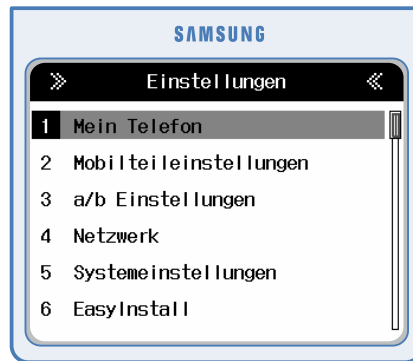 SAMSUNG
Einstellungen
1 Mein Telefon
2 Mobilteileinstellungen
3 a/b Einstellungen
4 Netzwerk
5 Systemeinstellungen
6 EasyInstall